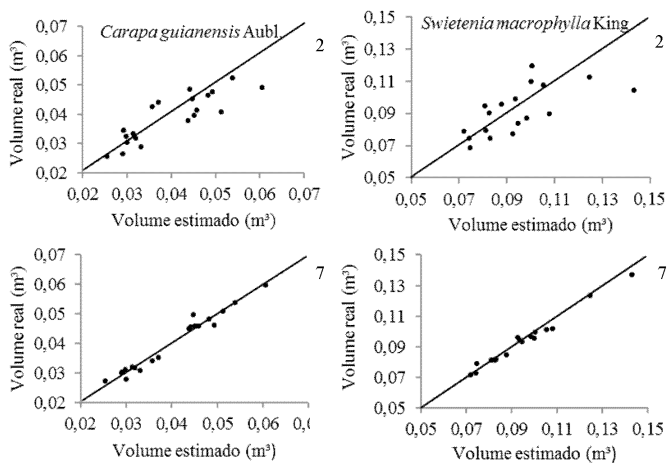 Carapa guianensis Aubl.
2
Volume real (m³)
0,07
0,06
0,05
0,04
0,03
0,02
0,02 0,03 0,04 0,05 0,06 0,07
Volume estimado (m³)
Swietenia macrophylla King
2
Volume real (m³)
0,15
0,13
0,11
0,09
0,07
0,05
0,05 0,07 0,09 0,11 0,13 0,15
Volume estimado (m³)
7
Volume real (m³)
0,07
0,06
0,05
0,04
0,03
0,02
0,02 0,03 0,04 0,05 0,06 0,0
Volume estimado (m³)
7
Volume real (m³)
0,15
0,13
0,11
0,09
0,07
0,05
0,05 0,07 0,09 0,11 0,13 0,15
Volume estimado (m³)